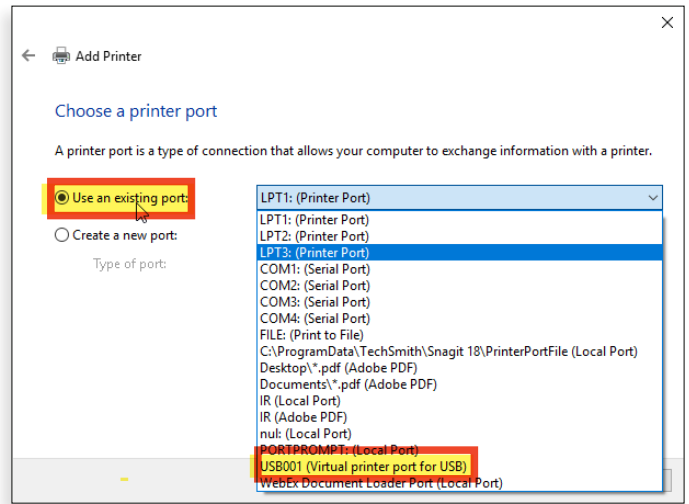 Add Printer
Choose a printer port
A printer port is a type of connection that allows your computer to exchange information with a printer.
Use an existing port:
LPT1: (Printer Port)
LPT1: (Printer Port)
LPT2: (Printer Port)
Create a new port:
LPT3: (Printer Port)
Type of port:
COM1: (Serial Port)
COM2: (Serial Port)
COM3: (Serial Port)
COM4: (Serial Port)
FILE: (Print to File)
C:\ProgramData\TechSmith\Snagit 18\PrinterPortFile (Local Port)
Desktop\*.pdf (Adobe PDF)
Documents\*.pdf (Adobe PDF)
IR (Local Port)
IR (Adobe PDF)
nul: (Local Port)
PORTPROMPT: (Local Port)
USB001 (Virtual printer port for USB)
WebEx Document Loader Port (Local Port)